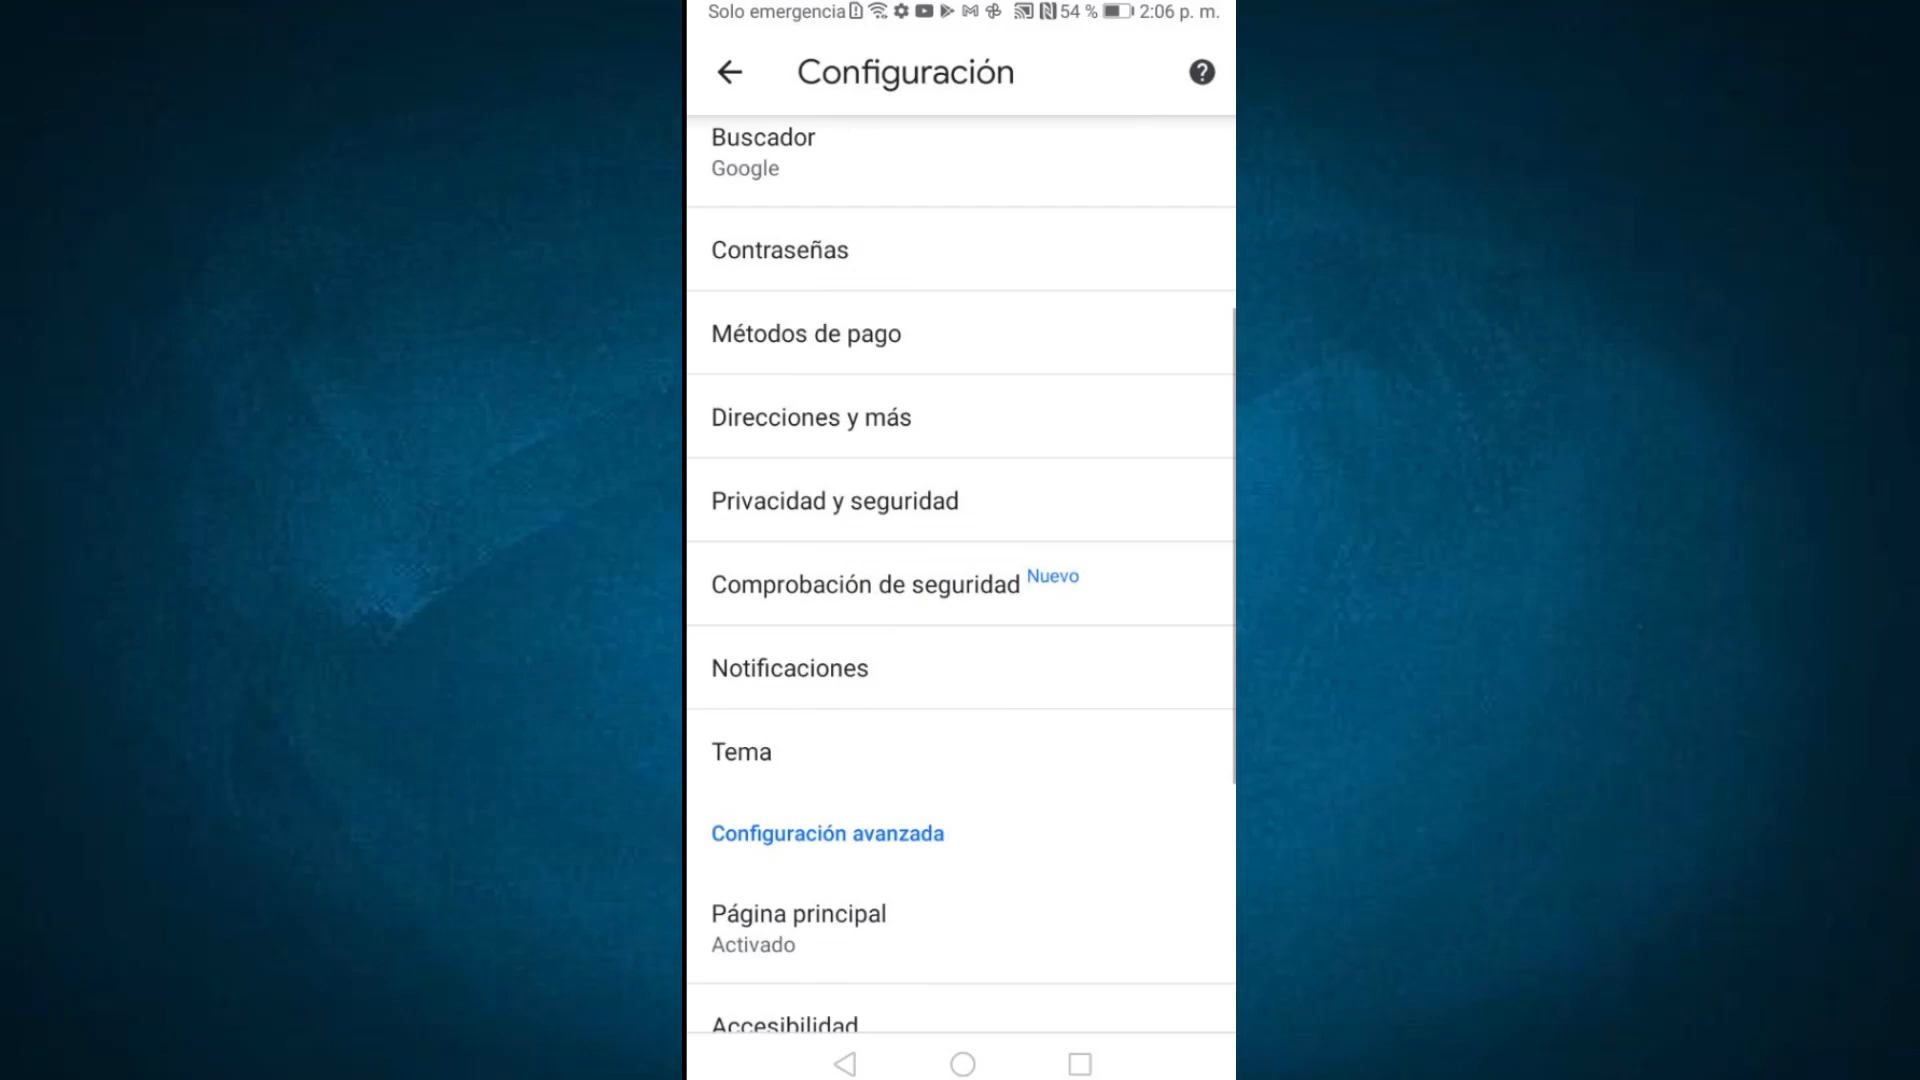 Solo emergencia 54 % 2:06 p. m.
Configuración
Buscador
Google
Contraseñas
Métodos de pago
Direcciones y más
Privacidad y seguridad
Comprobación de seguridad Nuevo
Notificaciones
Tema
Configuración avanzada
Página principal
Activado
Accesibilidad